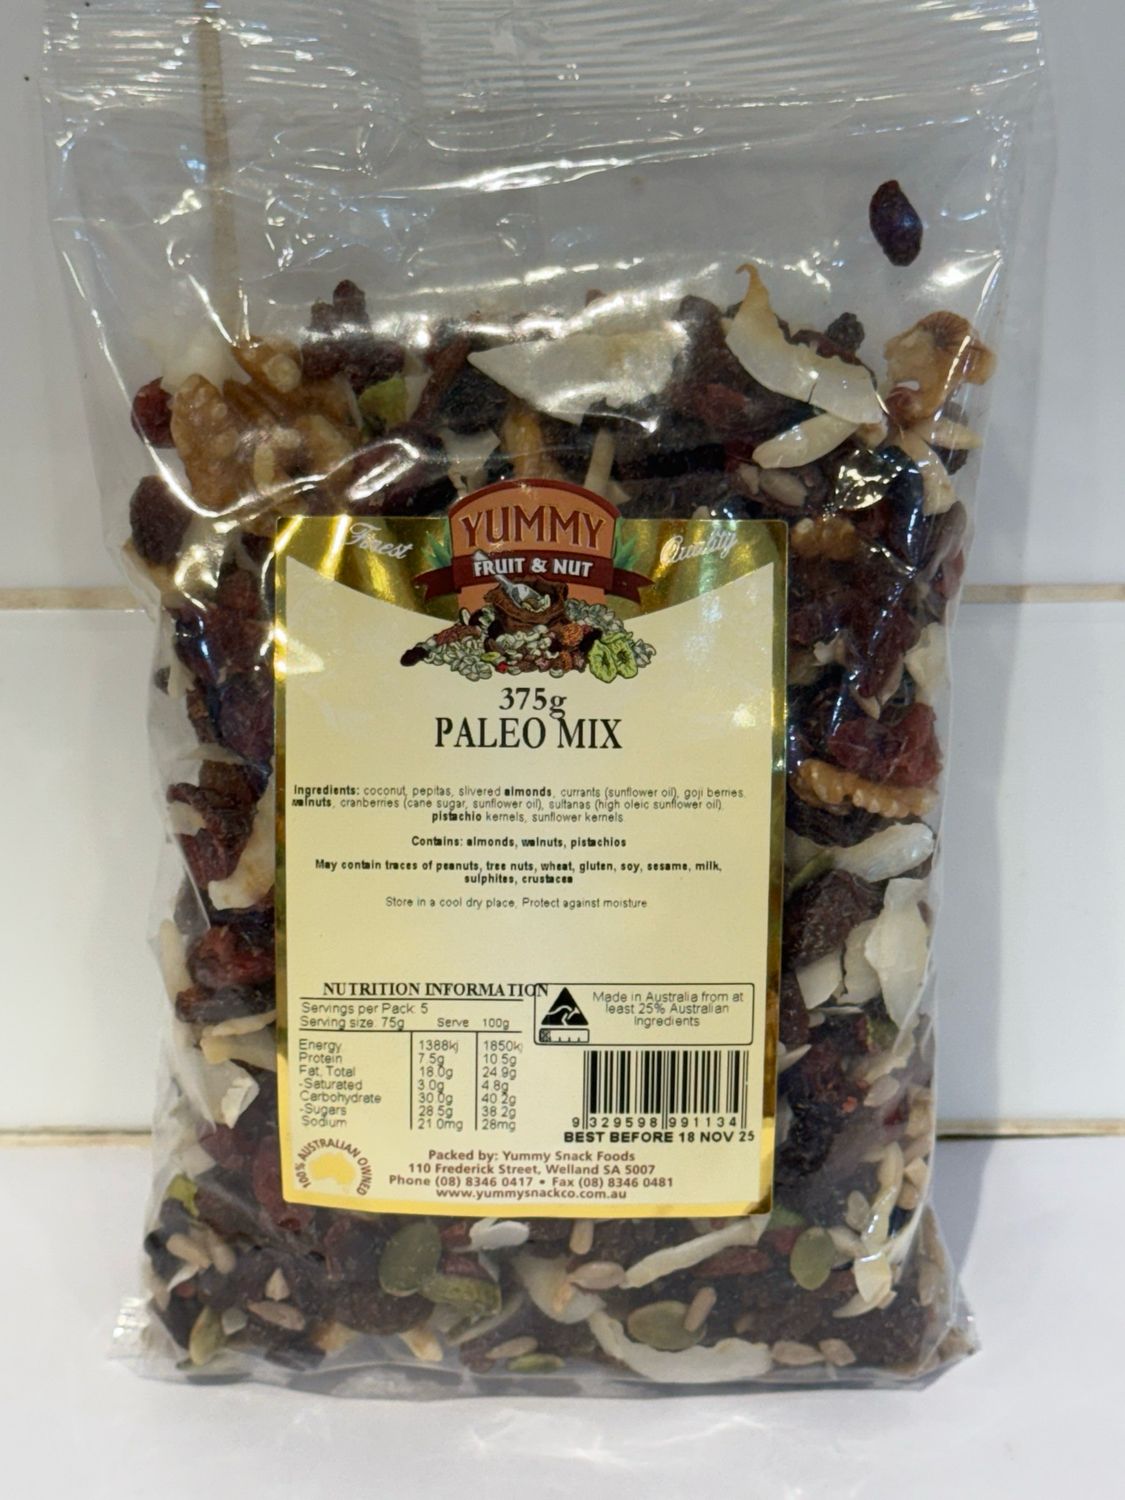 Finest
Quality
YUMMY
FRUIT & NUT
375g
PALEO MIX
Ingredients: coconut, pepitas, slivered almonds, currants (sunflower oil), goji berries,
walnuts, cranberries (cane sugar, sunflower oil), sultanas (high oleic sunflower oil),
pistachio kernels, sunflower kernels
Contains: almonds, walnuts, pistachios
May contain traces of peanuts, tree nuts, wheat, gluten, soy, sesame, milk,
sulphites, crustacea
Store in a cool dry place, Protect against moisture
NUTRITION INFORMATION
Servings per Pack: 5
Serving size: 75g Serve 100g
Energy 1388kj 1850kj
Protein 7.5g 10.5g
Fat, Total 18.0g 24.9g
-Saturated 3.0g 4.8g
Carbohydrate 30.0g 40.2g
-Sugars 28.5g 38.2g
Sodium 21.0mg 28mg
Made in Australia from at
least 25% Australian
Ingredients
9 329598 991134
BEST BEFORE 18 NOV 25
100% AUSTRALIAN OWNED
Packed by: Yummy Snack Foods
110 Frederick Street, Welland SA 5007
Phone (08) 8346 0417 • Fax (08) 8346 0481
www.yummysnackco.com.au